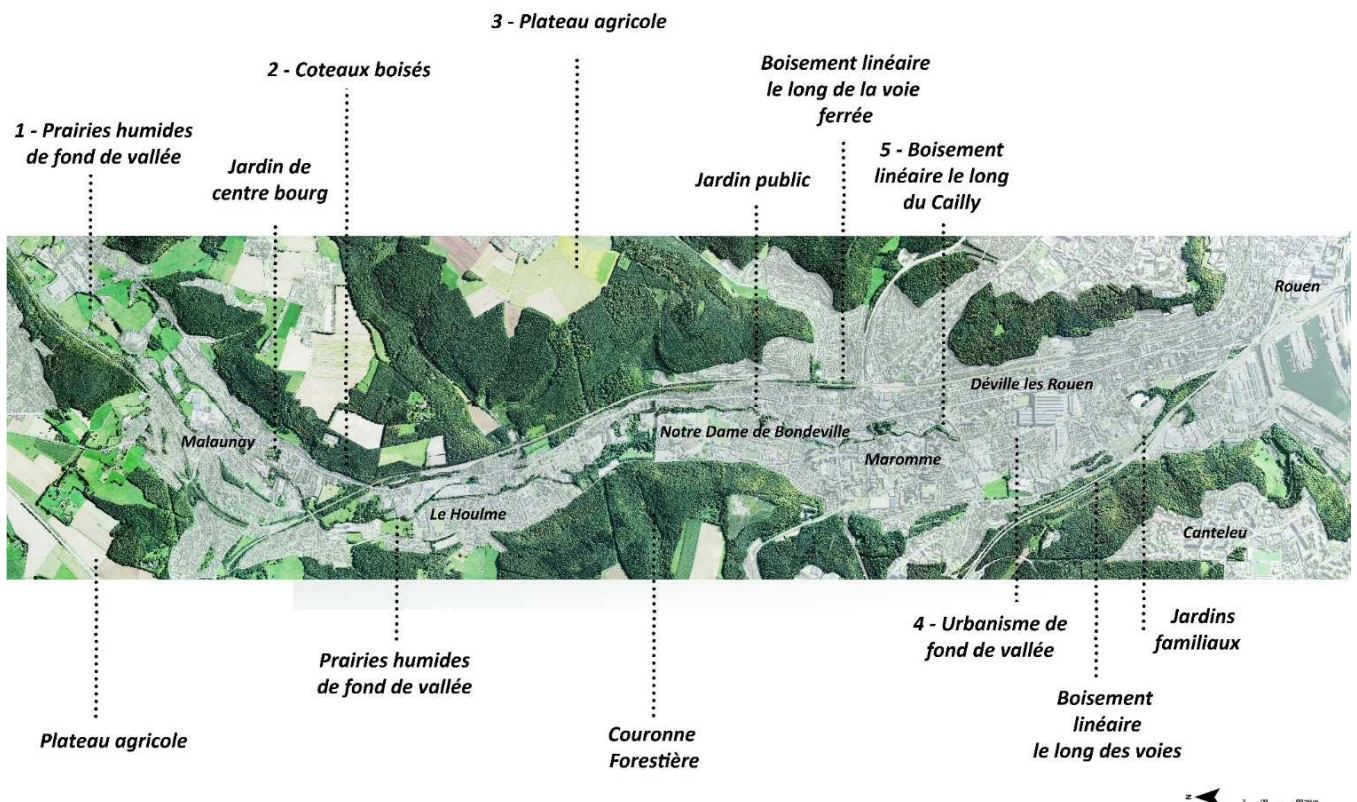 3 - Plateau agricole
2 - Coteaux boisés
Boisement linéaire
le long de la voie
ferrée
1 - Prairies humides
de fond de vallée
Jardin de
centre bourg
Jardin public
5 - Boisement
linéaire le long
du Cailly
Rouen
Déville les Rouen
Malaunay
Notre Dame de Bondeville
Maromme
Le Houlme
Canteleu
Prairies humides
de fond de vallée
4 - Urbanisme de
fond de vallée
Jardins
familiaux
Plateau agricole
Couronne
Forestière
Boisement
linéaire
le long des voies
N